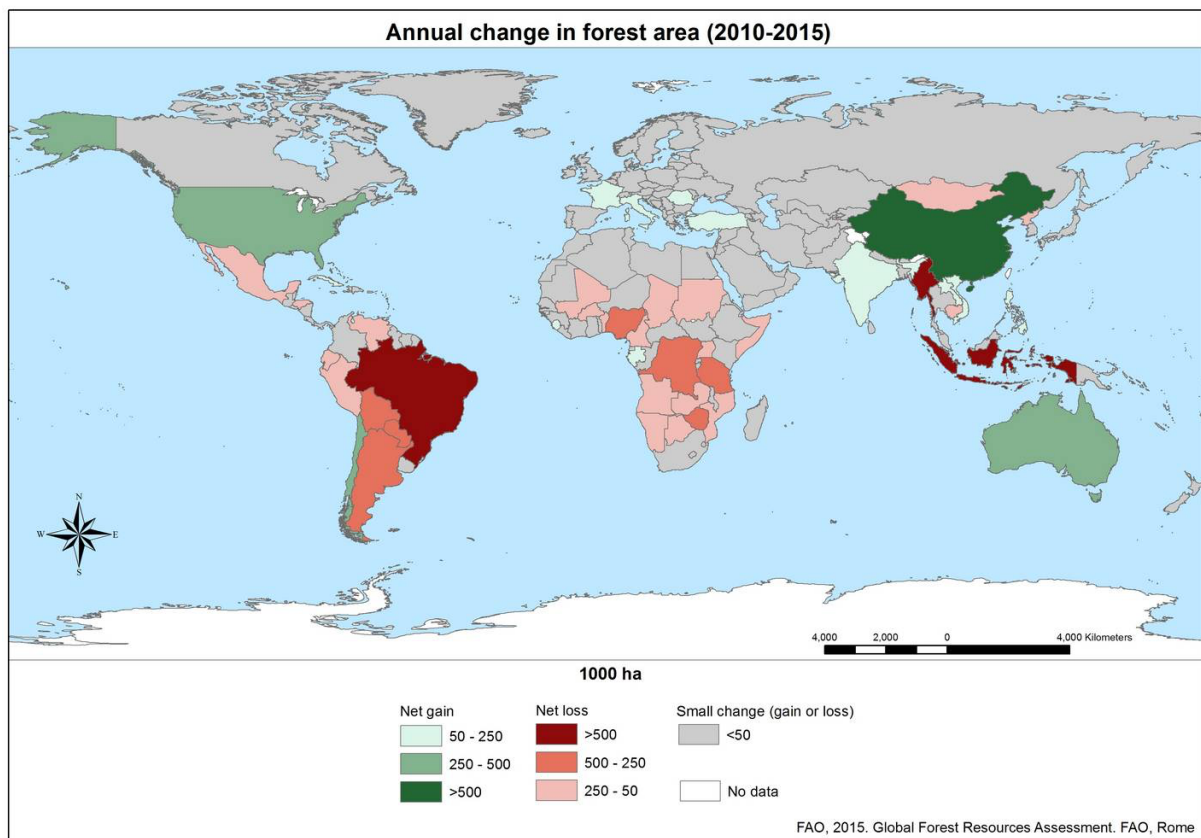 Annual change in forest area (2010-2015)
N
W E
S
4,000 2,000 0 4,000 Kilometers
1000 ha
Net gain Net loss Small change (gain or loss)
50 - 250 >500 <50
250 - 500 500 - 250
>500 250 - 50 No data
FAO, 2015. Global Forest Resources Assessment. FAO, Rome